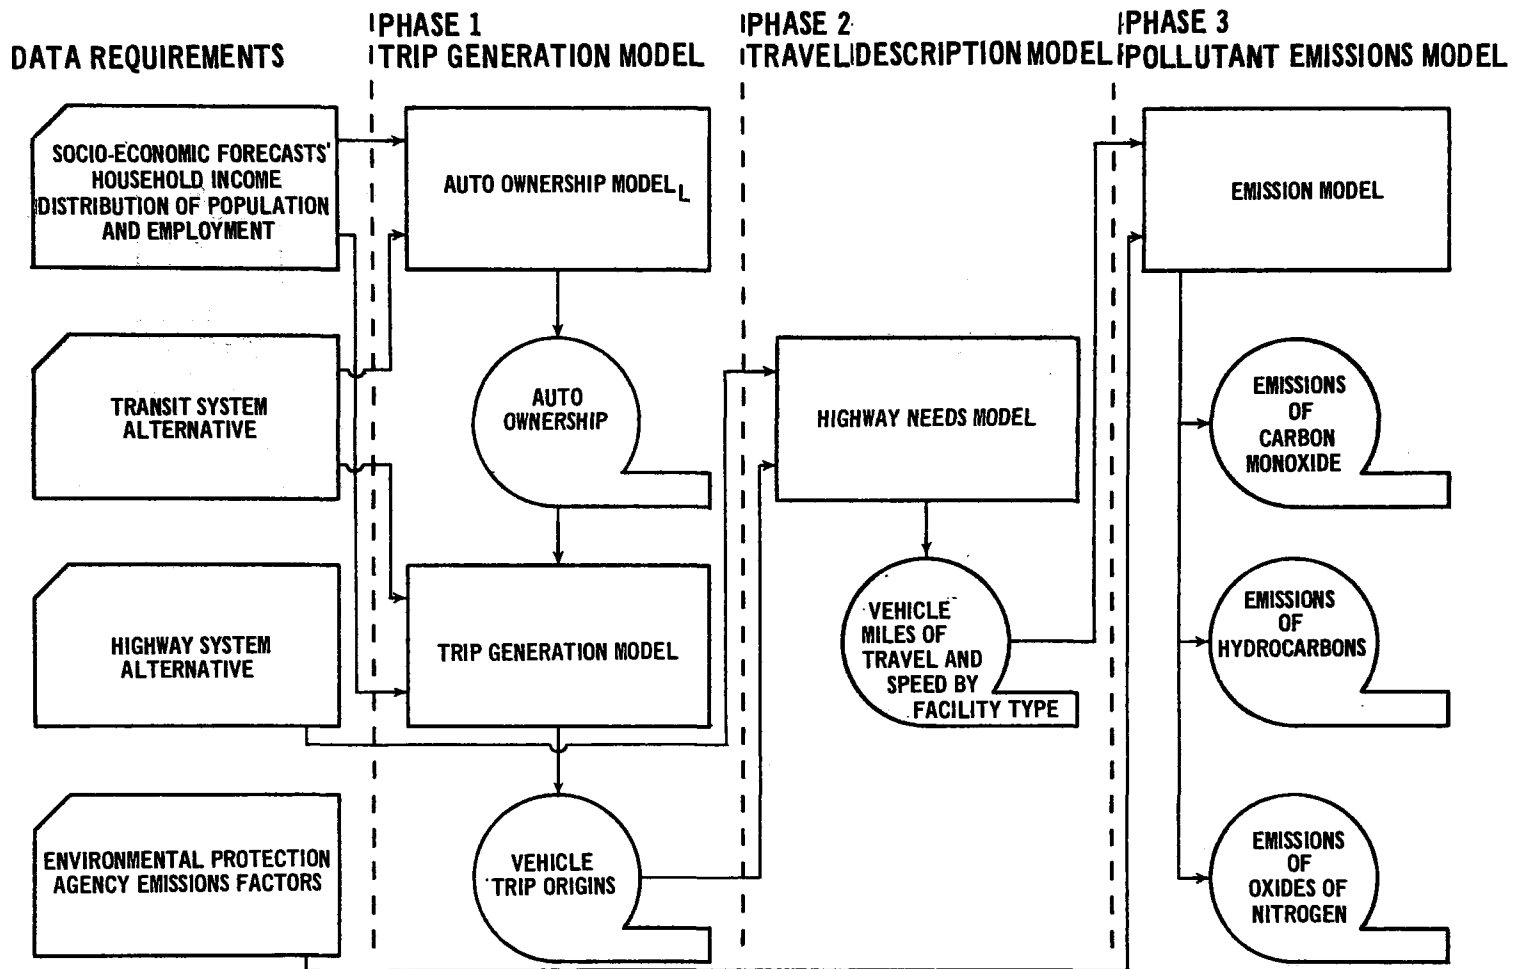 DATA REQUIREMENTS
PHASE 1
TRIP GENERATION MODEL
PHASE 2
TRAVEL DESCRIPTION MODEL
PHASE 3
POLLUTANT EMISSIONS MODEL
SOCIO-ECONOMIC FORECASTS'
HOUSEHOLD INCOME
DISTRIBUTION OF POPULATION
AND EMPLOYMENT
TRANSIT SYSTEM
ALTERNATIVE
HIGHWAY SYSTEM
ALTERNATIVE
ENVIRONMENTAL PROTECTION
AGENCY EMISSIONS FACTORS
AUTO OWNERSHIP MODEL
AUTO
OWNERSHIP
TRIP GENERATION MODEL
VEHICLE
TRIP ORIGINS
HIGHWAY NEEDS MODEL
VEHICLE
MILES OF
TRAVEL AND
SPEED BY
FACILITY TYPE
EMISSION MODEL
EMISSIONS
OF
CARBON
MONOXIDE
EMISSIONS
OF
HYDROCARBONS
EMISSIONS
OF
OXIDES OF
NITROGEN